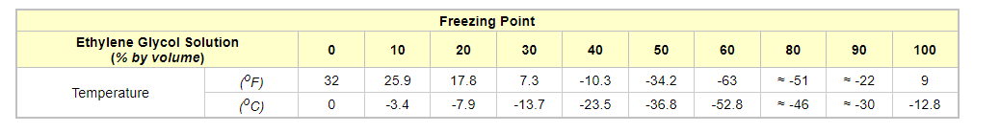 Freezing Point
Ethylene Glycol Solution
(% by volume) 0 10 20 30 40 50 60 80 90 100
Temperature (ºF) 32 25.9 17.8 7.3 -10.3 -34.2 -63 ≈ -51 ≈ -22 9
(ºC) 0 -3.4 -7.9 -13.7 -23.5 -36.8 -52.8 ≈ -46 ≈ -30 -12.8